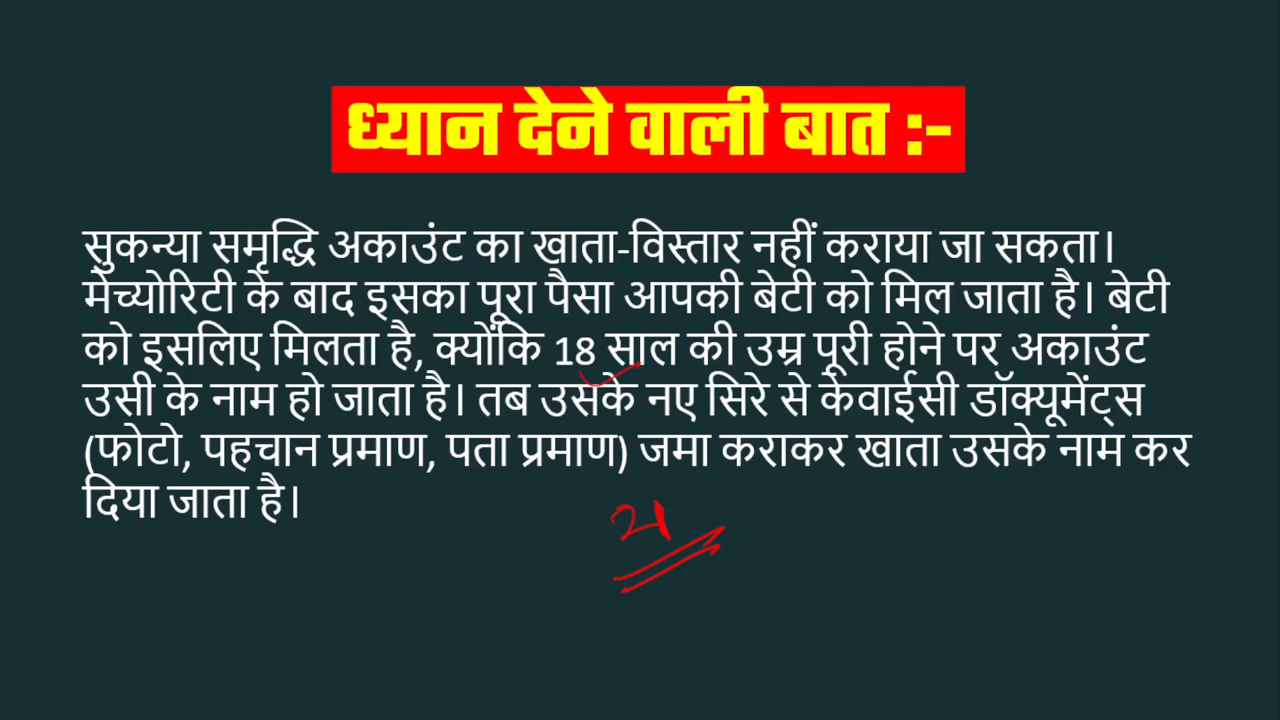 ध्यान देने वाली बात :-
सुकन्या समृद्धि अकाउंट का खाता-विस्तार नहीं कराया जा सकता।
मेच्योरिटी के बाद इसका पूरा पैसा आपकी बेटी को मिल जाता है। बेटी
को इसलिए मिलता है, क्योंकि 18 साल की उम्र पूरी होने पर अकाउंट
उसी के नाम हो जाता है। तब उसके नए सिरे से केवाईसी डॉक्यूमेंट्स
(फोटो, पहचान प्रमाण, पता प्रमाण) जमा कराकर खाता उसके नाम कर
दिया जाता है।
21